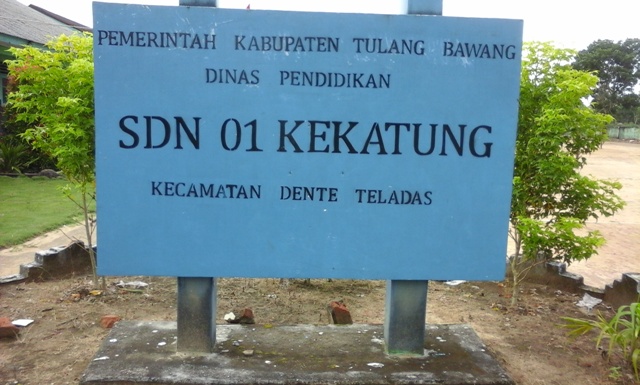 PEMERINTAH KABUPATEN TULANG BAWANG
DINAS PENDIDIKAN
SDN 01 KEKATUNG
KECAMATAN DENTE TELADAS